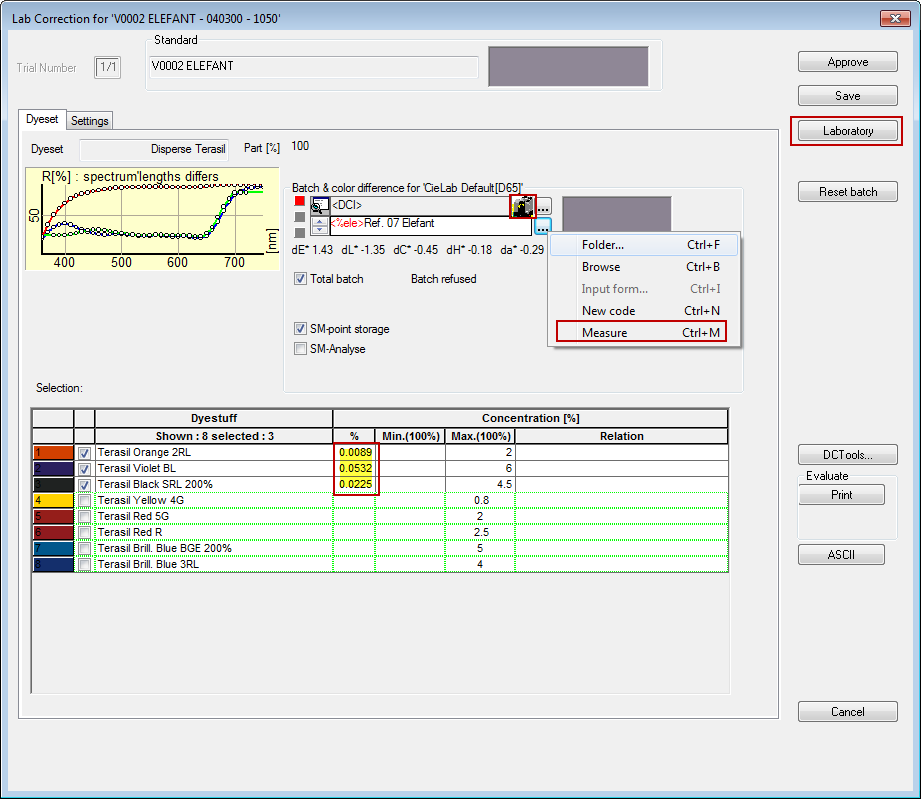 Lab Correction for 'V0002 ELEFANT - 040300 - 1050'
Standard
Trial Number 1/1 V0002 ELEFANT
Approve
Save
Laboratory
Reset batch
Dyeset Settings
Dyeset Disperse Terasil Part [%] 100
R[%] : spectrum'lengths differs
50
[nm]
400 500 600 700
Batch & color difference for 'CieLab Default[D65]'
<DCI> ...
<%ele>Ref. 07 Elefant ...
dE* 1.43 dL* -1.35 dC* -0.45 dH* -0.18 da* -0.29
Total batch Batch refused
SM-point storage
SM-Analyse
Folder... Ctrl+F
Browse Ctrl+B
Input form... Ctrl+I
New code Ctrl+N
Measure Ctrl+M
Selection:
Dyestuff Concentration [%]
Shown : 8 selected : 3 % Min.(100%) Max.(100%) Relation
1 Terasil Orange 2RL 0.0089 2
2 Terasil Violet BL 0.0532 6
3 Terasil Black SRL 200% 0.0225 4.5
4 Terasil Yellow 4G 0.8
5 Terasil Red 5G 2
6 Terasil Red R 2.5
7 Terasil Brill. Blue BGE 200% 5
8 Terasil Brill. Blue 3RL 4
DCTools...
Evaluate
Print
ASCII
Cancel